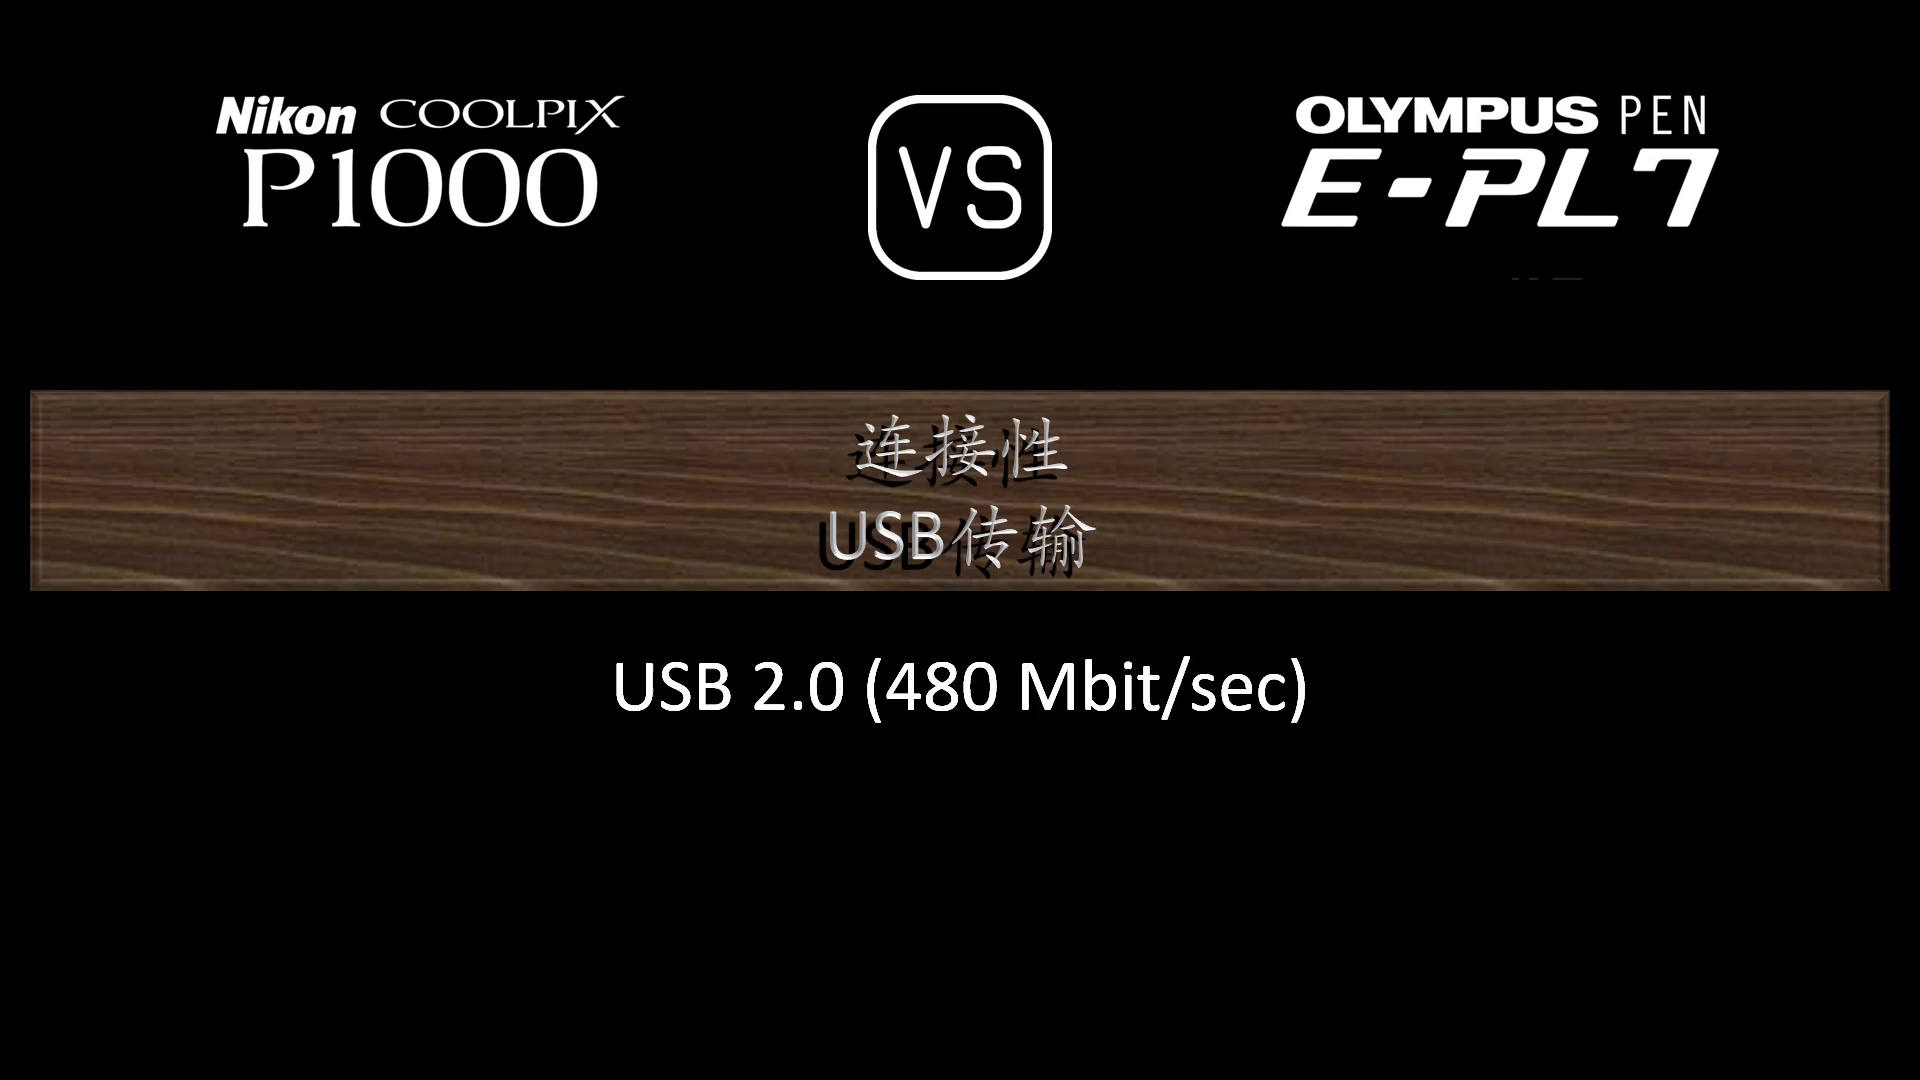 Nikon COOLPIX
P1000
VS
OLYMPUS PEN
E-PL7
连接性
USB传输
USB 2.0 (480 Mbit/sec)